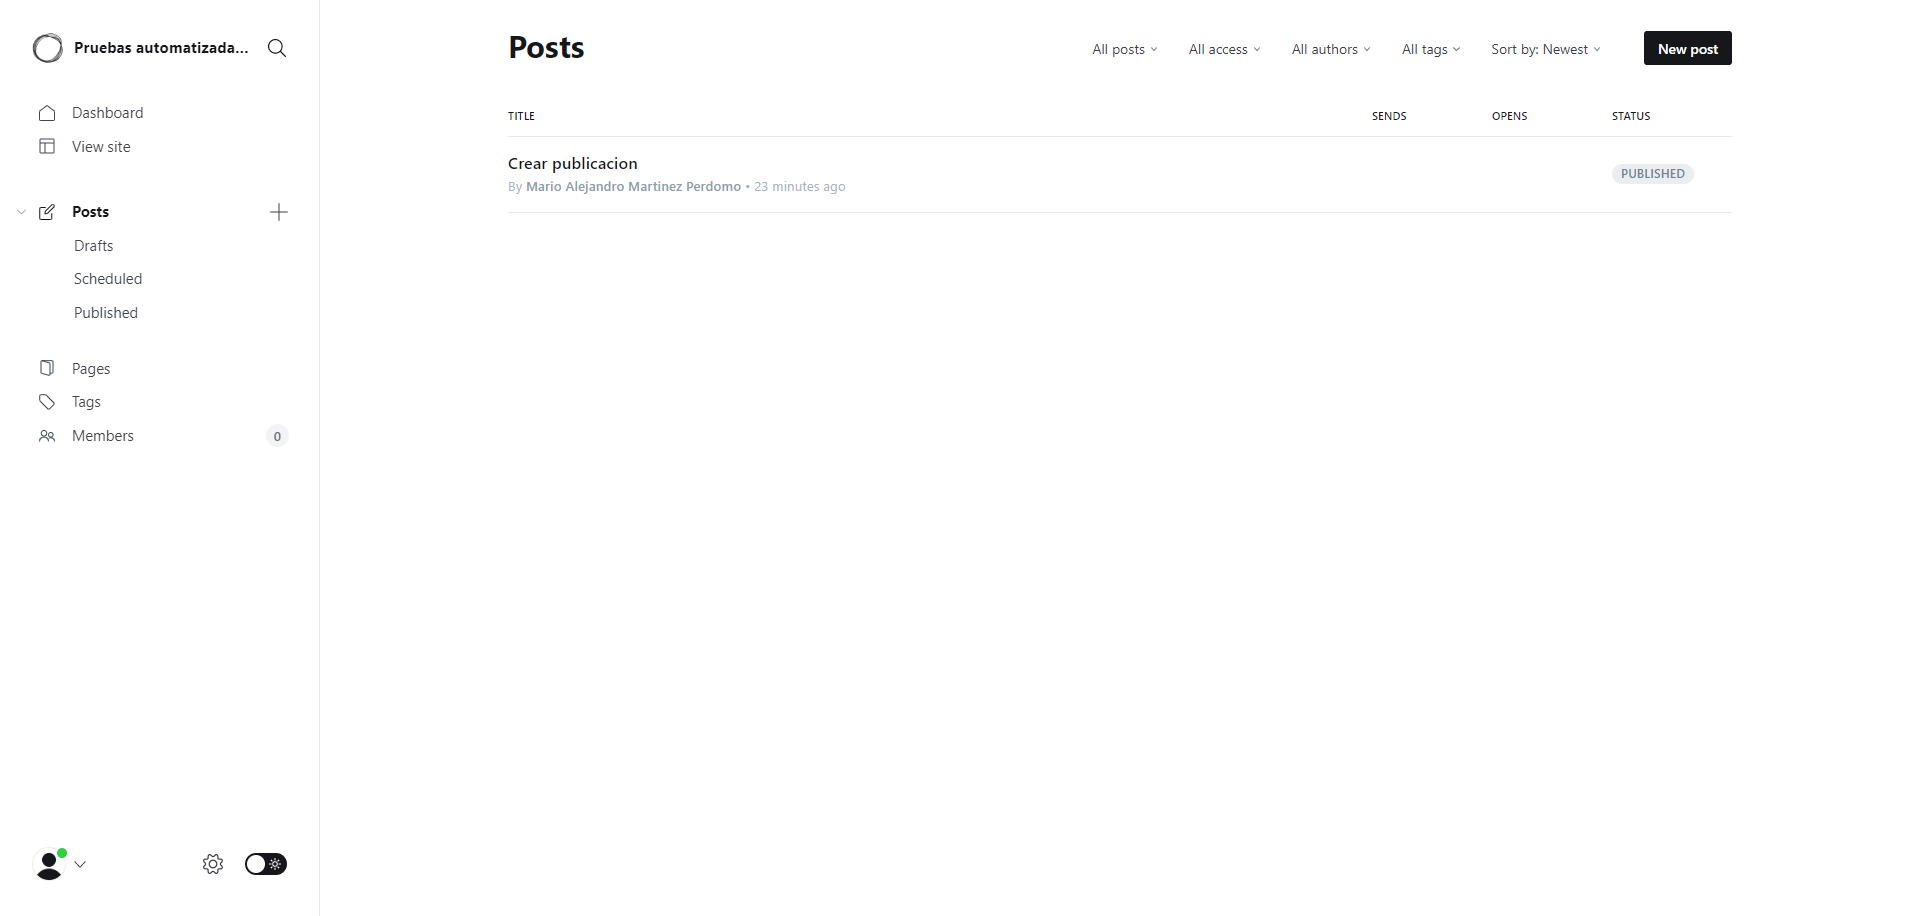 Pruebas automatizada...
Dashboard
View site
Posts
Drafts
Scheduled
Published
Pages
Tags
Members 0
Posts
All posts All access All authors All tags Sort by: Newest New post
TITLE SENDS OPENS STATUS
Crear publicacion
By Mario Alejandro Martinez Perdomo • 23 minutes ago
PUBLISHED